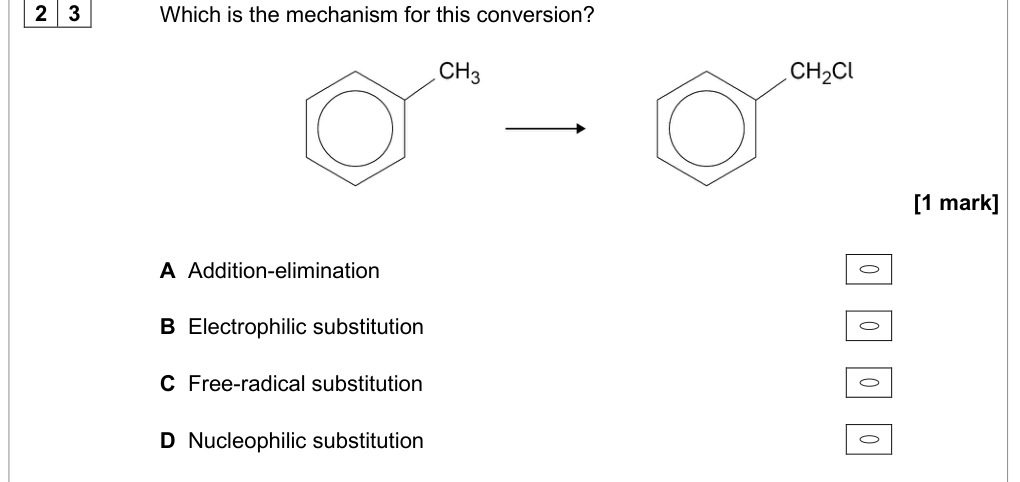 2 3 Which is the mechanism for this conversion?
CH₃ CH₂Cl
[1 mark]
A Addition-elimination
B Electrophilic substitution
C Free-radical substitution
D Nucleophilic substitution